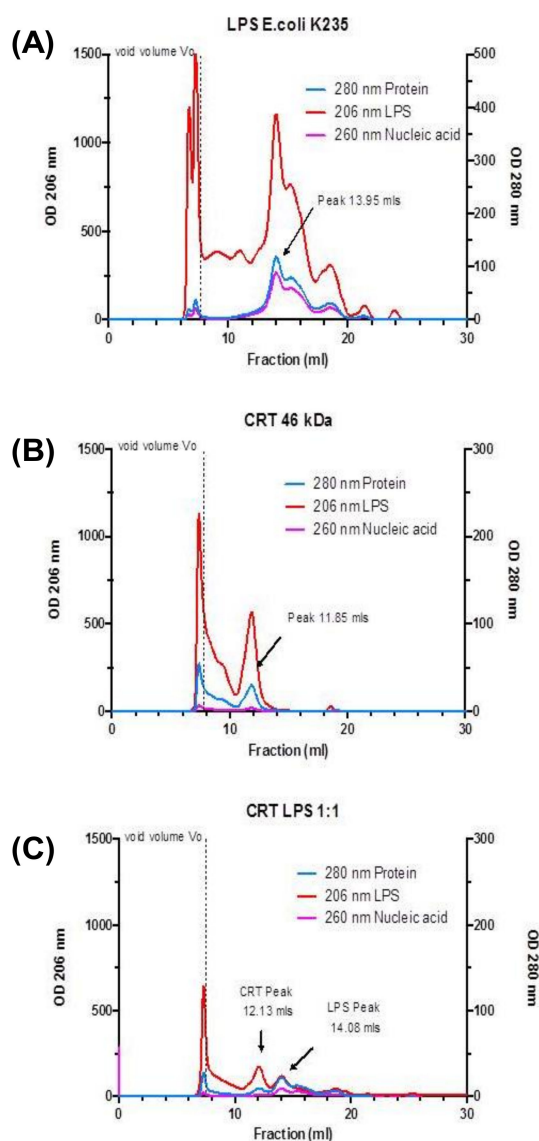 (A)
LPS E.coli K235
void volume Vo
280 nm Protein
206 nm LPS
260 nm Nucleic acid
Peak 13.95 mls
OD 206 nm
OD 280 nm
1500
1000
500
0
500
400
300
200
100
0
0 10 20 30
Fraction (ml)
(B)
CRT 46 kDa
void volume Vo
280 nm Protein
206 nm LPS
260 nm Nucleic acid
Peak 11.85 mls
OD 206 nm
OD 280 nm
1500
1000
500
0
300
200
100
0
0 10 20 30
Fraction (ml)
(C)
CRT LPS 1:1
void volume Vo
280 nm Protein
206 nm LPS
260 nm Nucleic acid
CRT Peak
12.13 mls
LPS Peak
14.08 mls
OD 206 nm
OD 280 nm
1500
1000
500
0
300
200
100
0
0 10 20 30
Fraction (ml)